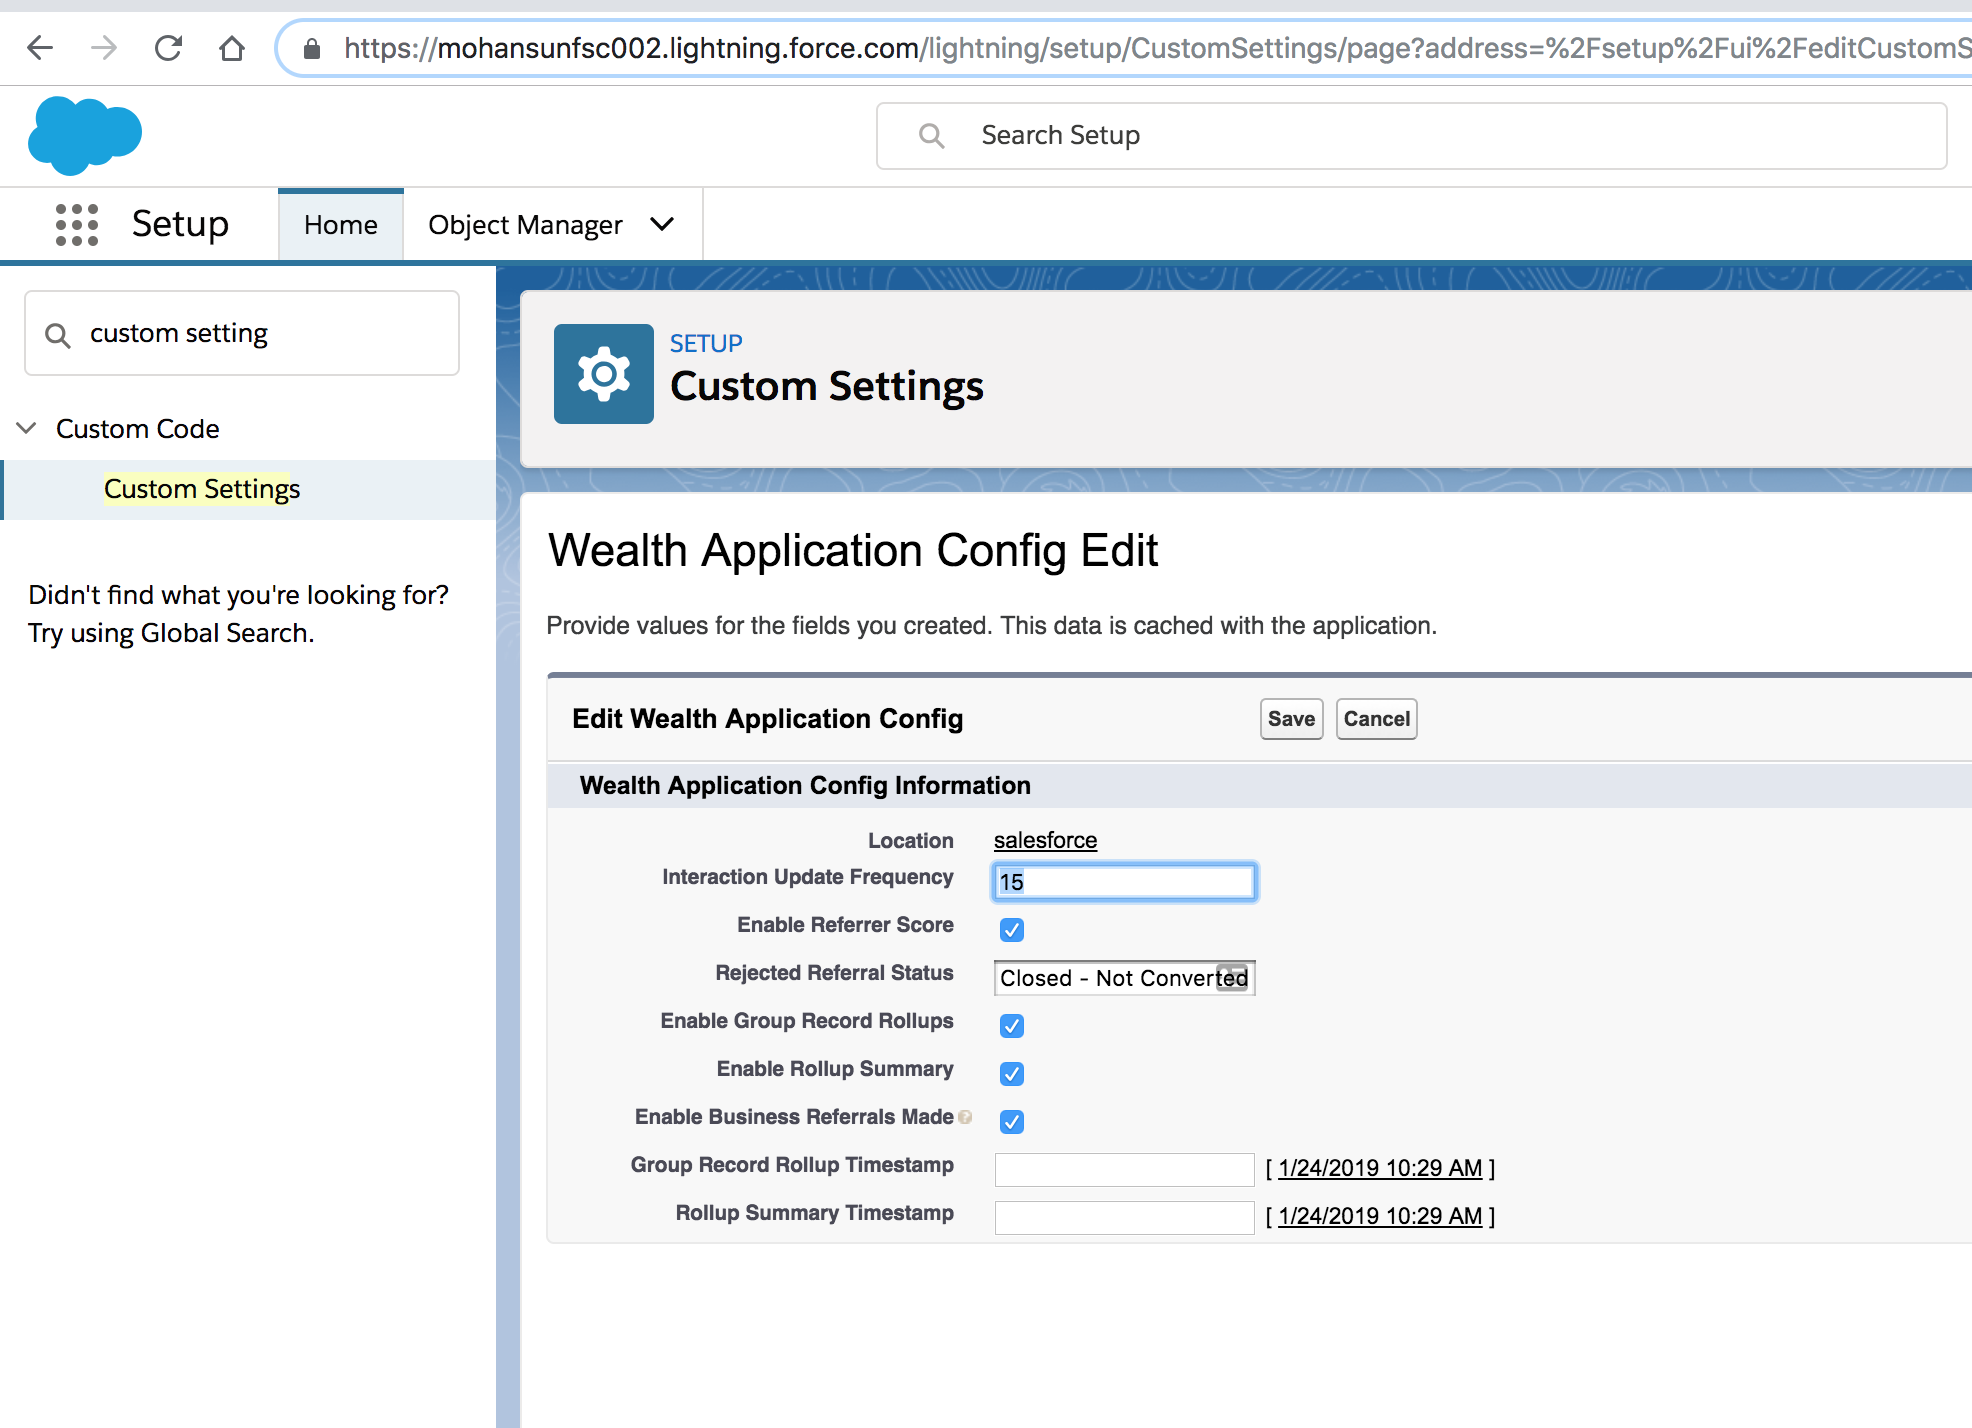 https://mohansunfsc002.lightning.force.com/lightning/setup/CustomSettings/page?address=%2Fsetup%2Fui%2FeditCustomS
Search Setup
Setup
Home
Object Manager
custom setting
Custom Code
Custom Settings
Didn't find what you're looking for?
Try using Global Search.
SETUP
Custom Settings
Wealth Application Config Edit
Provide values for the fields you created. This data is cached with the application.
Edit Wealth Application Config
Save
Cancel
Wealth Application Config Information
Location salesforce
Interaction Update Frequency 15
Enable Referrer Score
Rejected Referral Status Closed - Not Converted
Enable Group Record Rollups
Enable Rollup Summary
Enable Business Referrals Made ?
Group Record Rollup Timestamp [ 1/24/2019 10:29 AM ]
Rollup Summary Timestamp [ 1/24/2019 10:29 AM ]